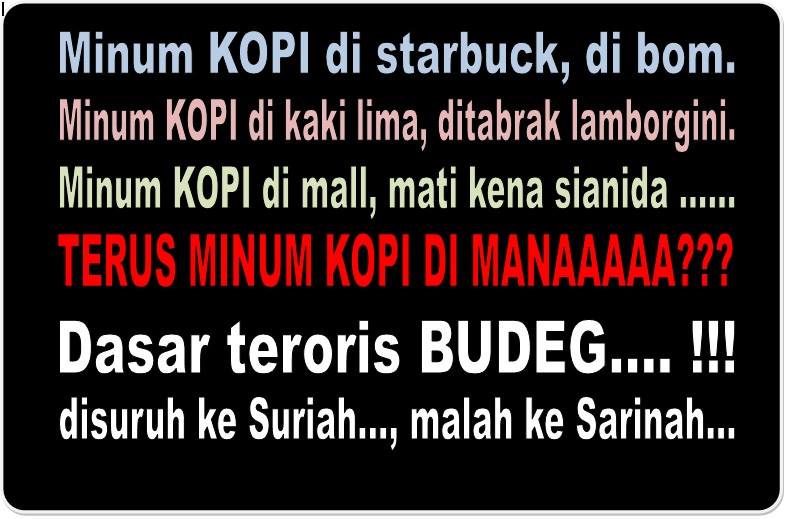 Minum KOPI di starbuck, di bom.
Minum KOPI di kaki lima, ditabrak lamborgini.
Minum KOPI di mall, mati kena sianida ......
TERUS MINUM KOPI DI MANAAAAA???
Dasar teroris BUDEG.... !!!
disuruh ke Suriah..., malah ke Sarinah...